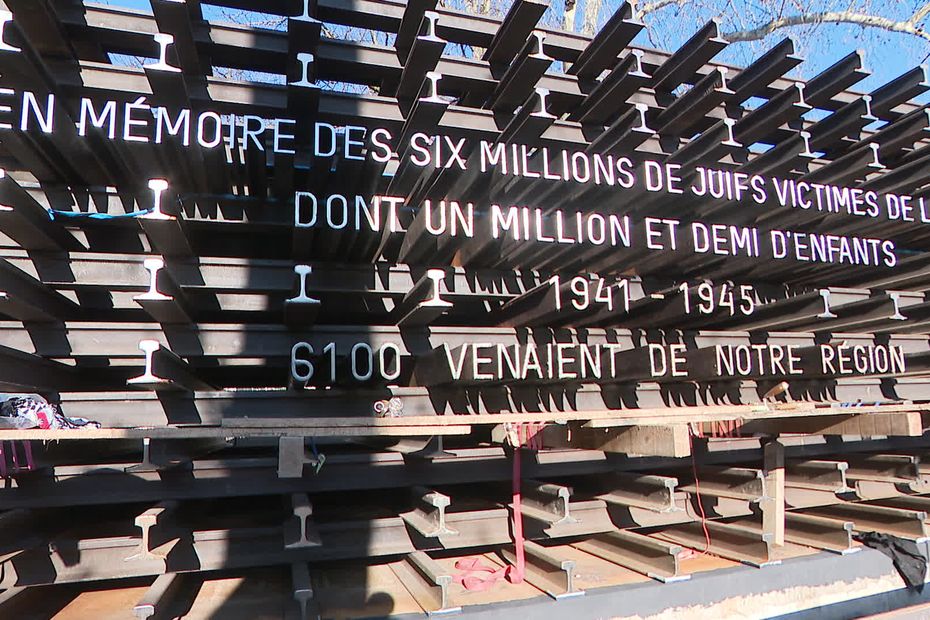 EN MÉMOIRE DES SIX MILLIONS DE JUIFS VICTIMES DE
DONT UN MILLION ET DEMI D'ENFANTS
1941 - 1945
6100 VENAIENT DE NOTRE RÉGION